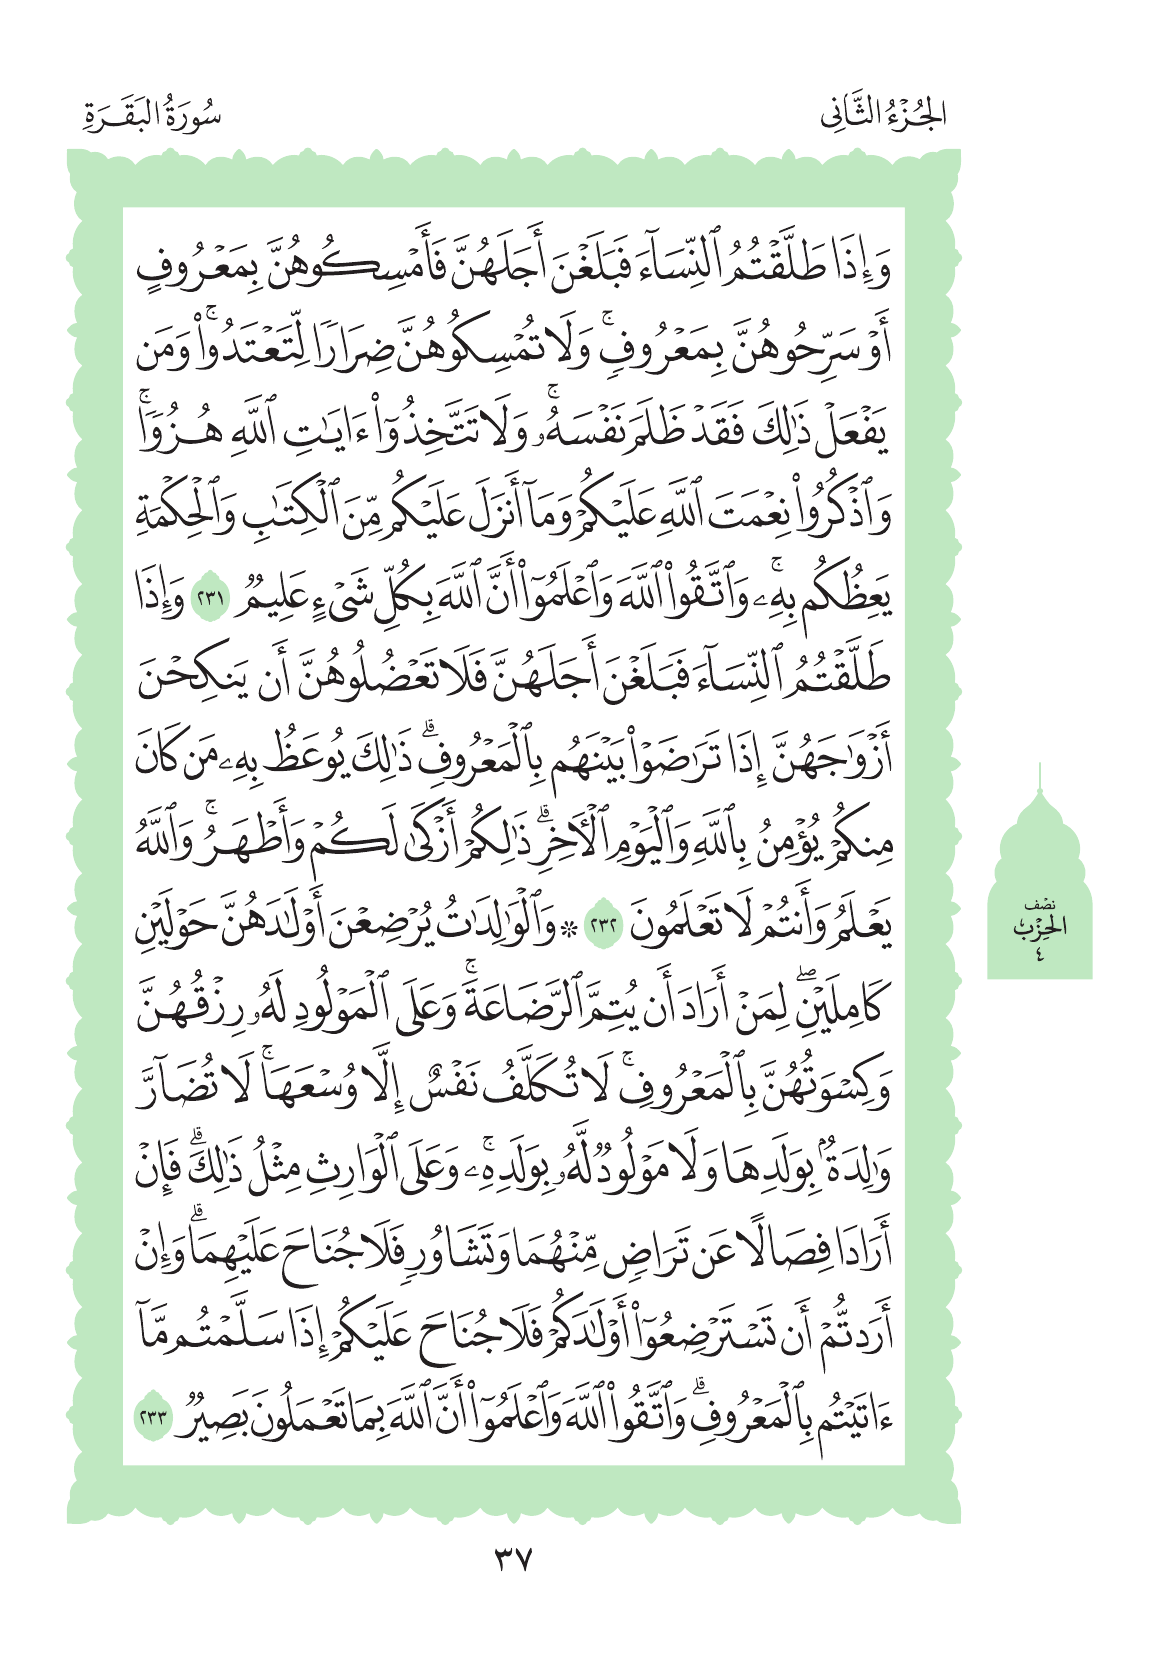 الجُزْءُ الثَّانِي
سُورَةُ البَقَرَةِ
وَإِذَا طَلَّقۡتُمُ ٱلنِّسَآءَ فَبَلَغۡنَ أَجَلَهُنَّ فَأَمۡسِكُوهُنَّ بِمَعۡرُوفٍ
أَوۡ سَرِّحُوهُنَّ بِمَعۡرُوفٖۚ وَلَا تُمۡسِكُوهُنَّ ضِرَارٗا لِّتَعۡتَدُواْۚ وَمَن
يَفۡعَلۡ ذَٰلِكَ فَقَدۡ ظَلَمَ نَفۡسَهُۥۚ وَلَا تَتَّخِذُوٓاْ ءَايَٰتِ ٱللَّهِ هُزُوٗاۚ
وَٱذۡكُرُواْ نِعۡمَتَ ٱللَّهِ عَلَيۡكُمۡ وَمَآ أَنزَلَ عَلَيۡكُم مِّنَ ٱلۡكِتَٰبِ وَٱلۡحِكۡمَةِ
يَعِظُكُم بِهِۦۚ وَٱتَّقُواْ ٱللَّهَ وَٱعۡلَمُوٓاْ أَنَّ ٱللَّهَ بِكُلِّ شَيۡءٍ عَلِيمٞ ٢٣١ وَإِذَا
طَلَّقۡتُمُ ٱلنِّسَآءَ فَبَلَغۡنَ أَجَلَهُنَّ فَلَا تَعۡضُلُوهُنَّ أَن يَنكِحۡنَ
أَزۡوَٰجَهُنَّ إِذَا تَرَٰضَوۡاْ بَيۡنَهُم بِٱلۡمَعۡرُوفِۗ ذَٰلِكَ يُوعَظُ بِهِۦ مَن كَانَ
مِنكُمۡ يُؤۡمِنُ بِٱللَّهِ وَٱلۡيَوۡمِ ٱلۡأٓخِرِۗ ذَٰلِكُمۡ أَزۡكَىٰ لَكُمۡ وَأَطۡهَرُۚ وَٱللَّهُ
يَعۡلَمُ وَأَنتُمۡ لَا تَعۡلَمُونَ ٢٣٢ ۞ وَٱلۡوَٰلِدَٰتُ يُرۡضِعۡنَ أَوۡلَٰدَهُنَّ حَوۡلَيۡنِ
كَامِلَيۡنِۖ لِمَنۡ أَرَادَ أَن يُتِمَّ ٱلرَّضَاعَةَۚ وَعَلَى ٱلۡمَوۡلُودِ لَهُۥ رِزۡقُهُنَّ
وَكِسۡوَتُهُنَّ بِٱلۡمَعۡرُوفِۚ لَا تُكَلَّفُ نَفۡسٌ إِلَّا وُسۡعَهَاۚ لَا تُضَآرَّ
وَٰلِدَةُۢ بِوَلَدِهَا وَلَا مَوۡلُودٞ لَّهُۥ بِوَلَدِهِۦۚ وَعَلَى ٱلۡوَارِثِ مِثۡلُ ذَٰلِكَۗ فَإِنۡ
أَرَادَا فِصَالًا عَن تَرَاضٖ مِّنۡهُمَا وَتَشَاوُرٖ فَلَا جُنَاحَ عَلَيۡهِمَاۗ وَإِنۡ
أَرَدتُّمۡ أَن تَسۡتَرۡضِعُوٓاْ أَوۡلَٰدَكُمۡ فَلَا جُنَاحَ عَلَيۡكُمۡ إِذَا سَلَّمۡتُم مَّآ
ءَاتَيۡتُم بِٱلۡمَعۡرُوفِۗ وَٱتَّقُواْ ٱللَّهَ وَٱعۡلَمُوٓاْ أَنَّ ٱللَّهَ بِمَا تَعۡمَلُونَ بَصِيرٞ ٢٣٣
نِصْف
الحِزْب
٤
٣٧